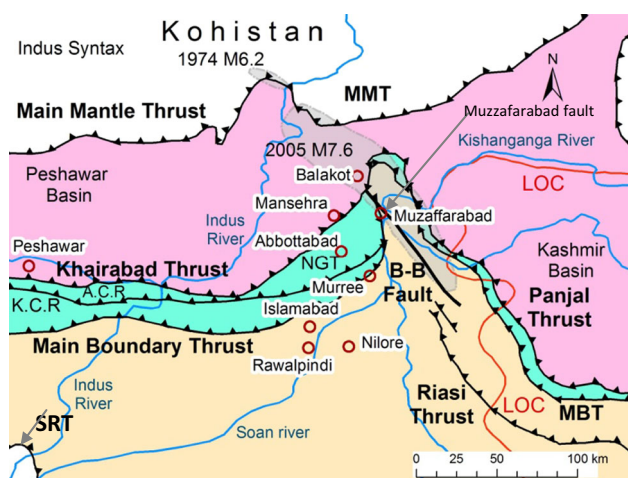 Kohistan
Indus Syntax
1974 M6.2
N
Main Mantle Thrust
MMT
Muzzafarabad fault
2005 M7.6
Kishanganga River
Peshawar
Basin
Balakot
LOC
Mansehra
Indus
River
Muzaffarabad
Peshawar
Abbottabad
Kashmir
Basin
Khairabad Thrust
NGT
B-B
Fault
A.C.R
K.C.R
Murree
Panjal
Thrust
Islamabad
Main Boundary Thrust
Nilore
Rawalpindi
Indus
River
Riasi
Thrust
LOC
MBT
SRT
Soan river
0 25 50 100 km